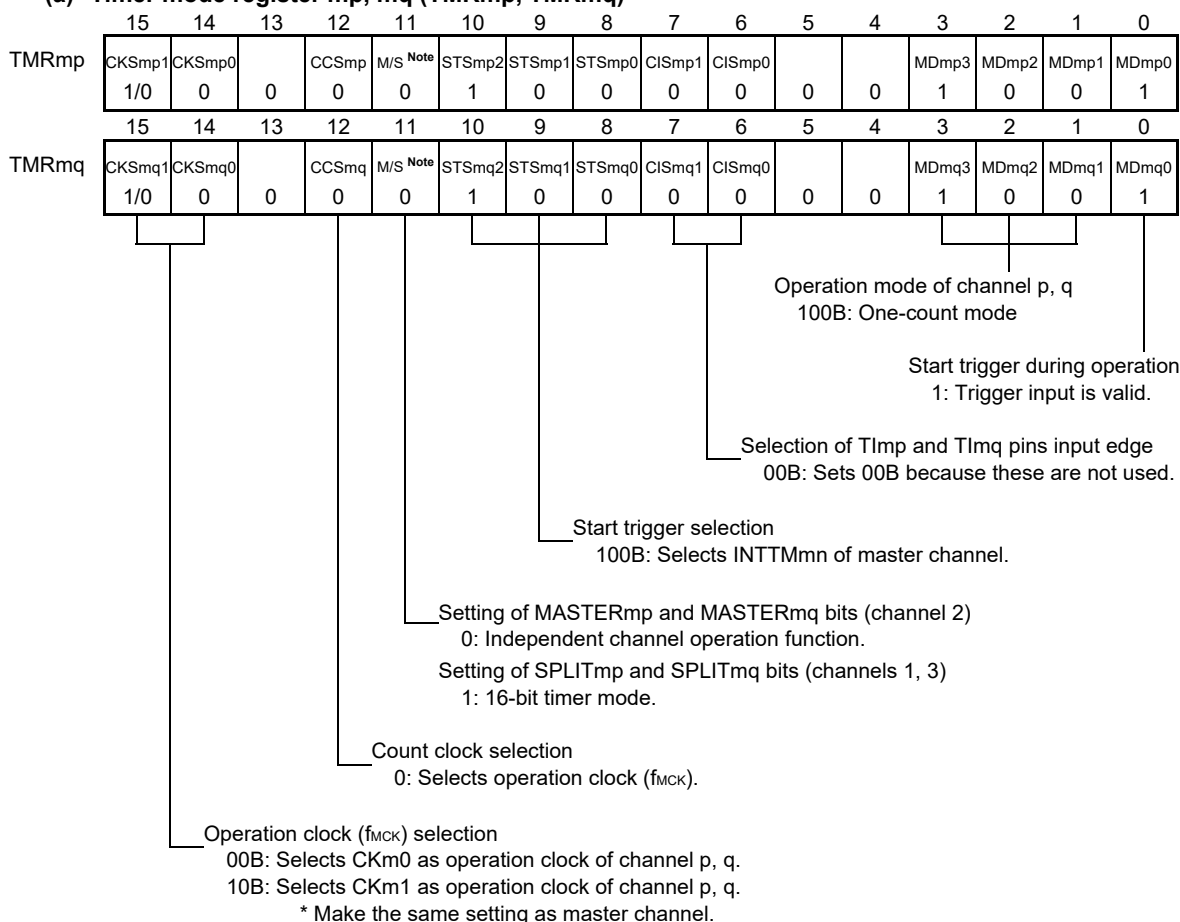 (a) Timer mode register mp, mq (TMRmp, TMRmq)
15 14 13 12 11 10 9 8 7 6 5 4 3 2 1 0
TMRmp CKSmp1 CKSmp0 CCSmp M/S Note STSmp2 STSmp1 STSmp0 CISmp1 CISmp0 MDmp3 MDmp2 MDmp1 MDmp0
1/0 0 0 0 0 1 0 0 0 0 0 0 1 0 0 1
15 14 13 12 11 10 9 8 7 6 5 4 3 2 1 0
TMRmq CKSmq1 CKSmq0 CCSmq M/S Note STSmq2 STSmq1 STSmq0 CISmq1 CISmq0 MDmq3 MDmq2 MDmq1 MDmq0
1/0 0 0 0 0 1 0 0 0 0 0 0 1 0 0 1
Operation mode of channel p, q
100B: One-count mode
Start trigger during operation
1: Trigger input is valid.
Selection of TImp and TImq pins input edge
00B: Sets 00B because these are not used.
Start trigger selection
100B: Selects INTTMmn of master channel.
Setting of MASTERmp and MASTERmq bits (channel 2)
0: Independent channel operation function.
Setting of SPLITmp and SPLITmq bits (channels 1, 3)
1: 16-bit timer mode.
Count clock selection
0: Selects operation clock (fMCK).
Operation clock (fMCK) selection
00B: Selects CKm0 as operation clock of channel p, q.
10B: Selects CKm1 as operation clock of channel p, q.
* Make the same setting as master channel.